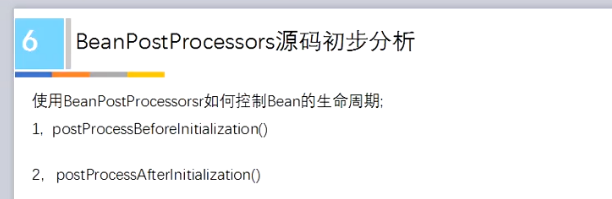 6
BeanPostProcessors源码初步分析
使用BeanPostProcessorsr如何控制Bean的生命周期;
1，postProcessBeforeInitialization()
2，postProcessAfterInitialization()